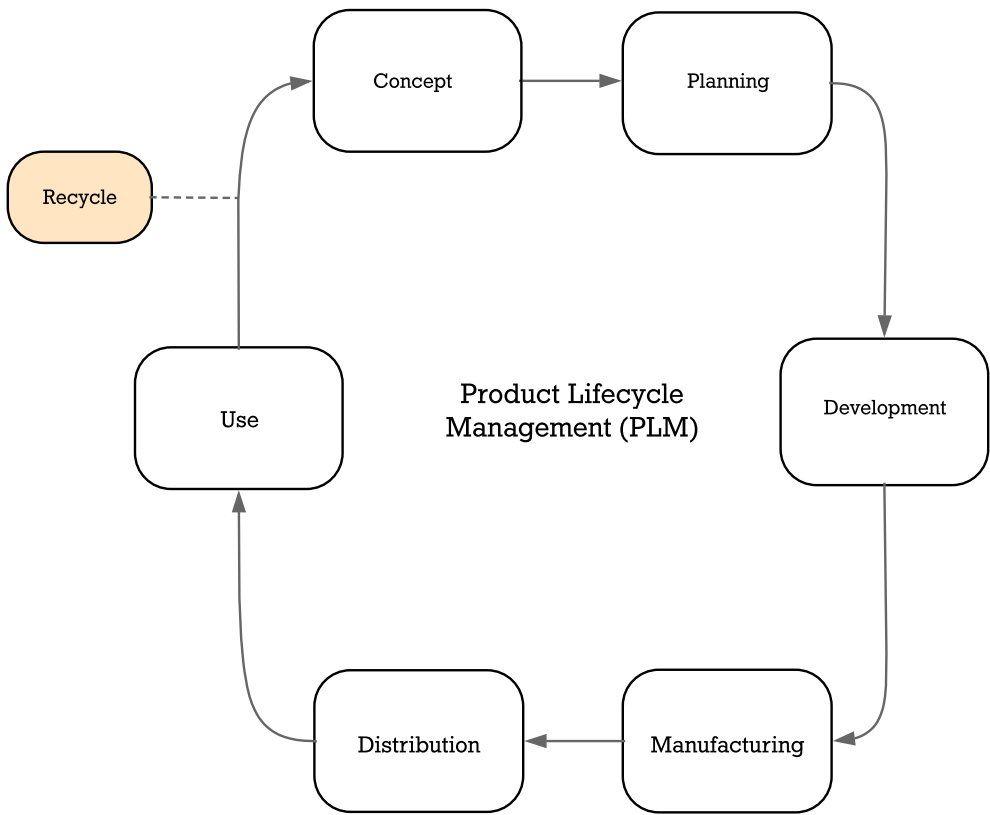 Concept
Planning
Recycle
Product Lifecycle
Management (PLM)
Development
Use
Distribution
Manufacturing